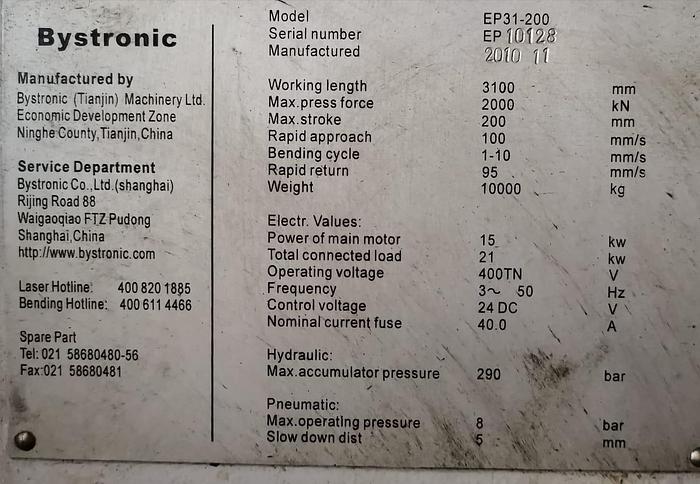 Bystronic
Manufactured by
Bystronic (Tianjin) Machinery Ltd.
Economic Development Zone
Ninghe County,Tianjin,China
Service Department
Bystronic Co.,Ltd.(shanghai)
Rijing Road 88
Waigaoqiao FTZ Pudong
Shanghai,China
http://www.bystronic.com
Laser Hotline: 400 820 1885
Bending Hotline: 400 611 4466
Spare Part
Tel: 021 58680480-56
Fax:021 58680481
Model EP31-200
Serial number EP 10128
Manufactured 2010 11
Working length 3100 mm
Max.press force 2000 kN
Max.stroke 200 mm
Rapid approach 100 mm/s
Bending cycle 1-10 mm/s
Rapid return 95 mm/s
Weight 10000 kg
Electr. Values:
Power of main motor 15 kw
Total connected load 21 kw
Operating voltage 400TN V
Frequency 3～ 50 Hz
Control voltage 24 DC V
Nominal current fuse 40.0 A
Hydraulic:
Max.accumulator pressure 290 bar
Pneumatic:
Max.operating pressure 8 bar
Slow down dist 5 mm